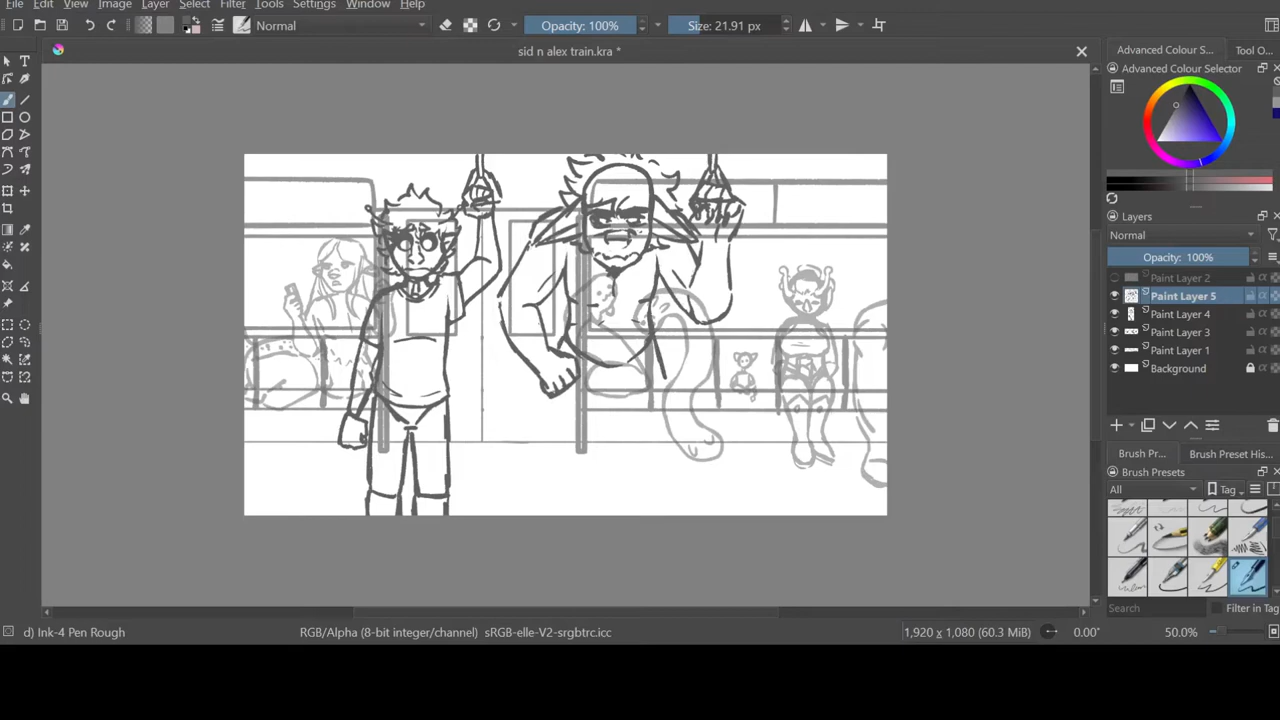 File Edit View Image Layer Select Filter Tools Settings Window Help
Normal Opacity: 100% Size: 21.91 px
sid n alex train.kra *
Advanced Colour S... Tool O...
Advanced Colour Selector
Layers
Normal
Opacity: 100%
Paint Layer 2
Paint Layer 5
Paint Layer 4
Paint Layer 3
Paint Layer 1
Background
Brush Pr... Brush Preset His...
Brush Presets
All Tag
Search Filter in Tag
d) Ink-4 Pen Rough RGB/Alpha (8-bit integer/channel) sRGB-elle-V2-srgbtrc.icc 1,920 x 1,080 (60.3 MiB) 0.00° 50.0%